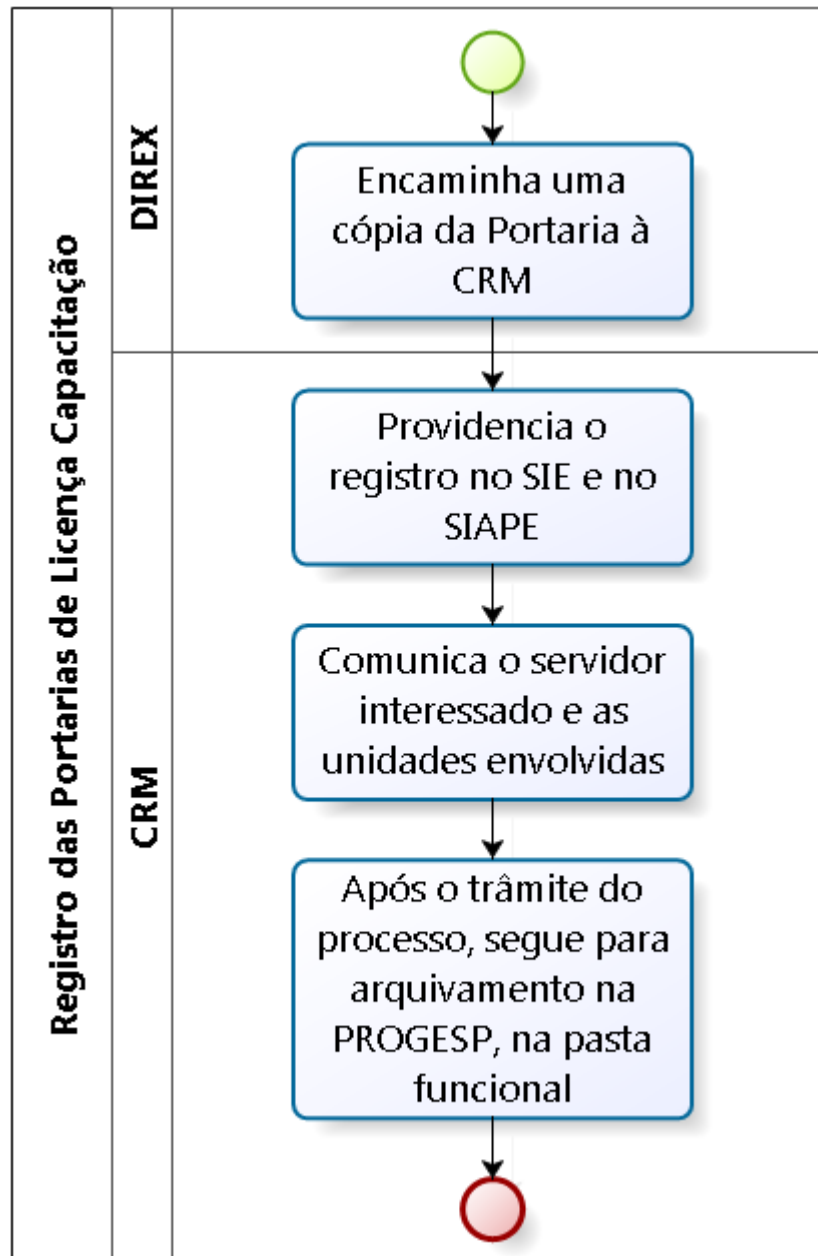 Registro das Portarias de Licença Capacitação
DIREX
Encaminha uma
cópia da Portaria à
CRM
CRM
Providencia o
registro no SIE e no
SIAPE
Comunica o servidor
interessado e as
unidades envolvidas
Após o trâmite do
processo, segue para
arquivamento na
PROGESP, na pasta
funcional